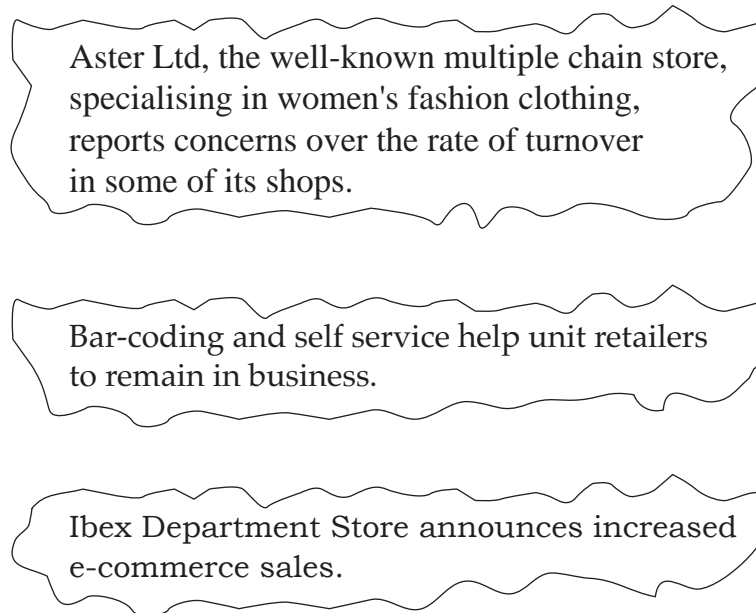 Aster Ltd, the well-known multiple chain store,
specialising in women's fashion clothing,
reports concerns over the rate of turnover
in some of its shops.
Bar-coding and self service help unit retailers
to remain in business.
Ibex Department Store announces increased
e-commerce sales.